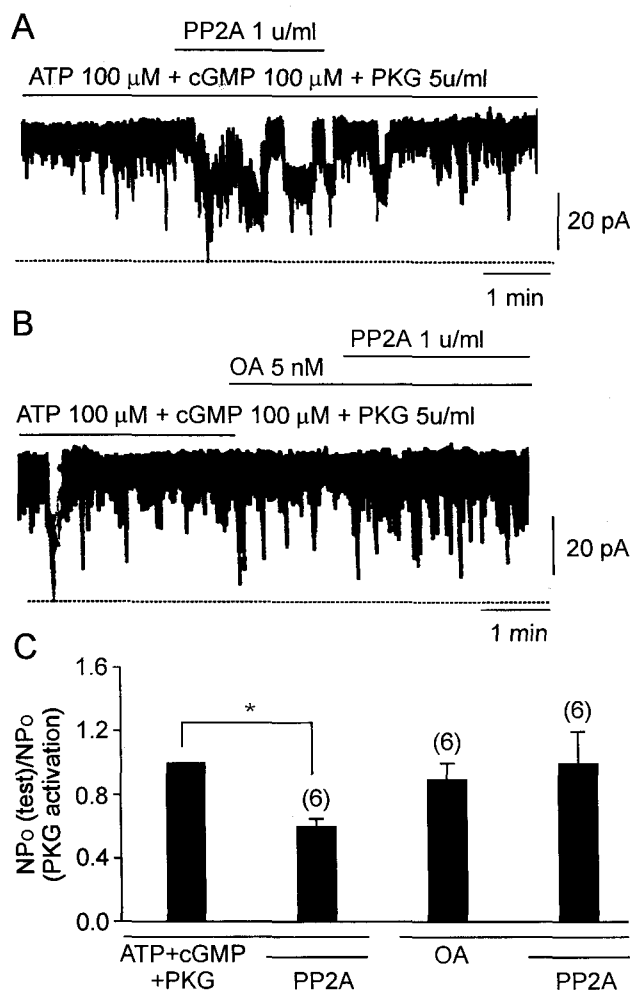 A
PP2A 1 u/ml
ATP 100 μM + cGMP 100 μM + PKG 5u/ml
20 pA
1 min
B
PP2A 1 u/ml
OA 5 nM
ATP 100 μM + cGMP 100 μM + PKG 5u/ml
20 pA
1 min
C
NPo (test)/NPo
(PKG activation)
1.6
1.2
0.8
0.4
0.0
*
(6)
(6)
(6)
ATP+cGMP
+PKG
PP2A
OA
PP2A